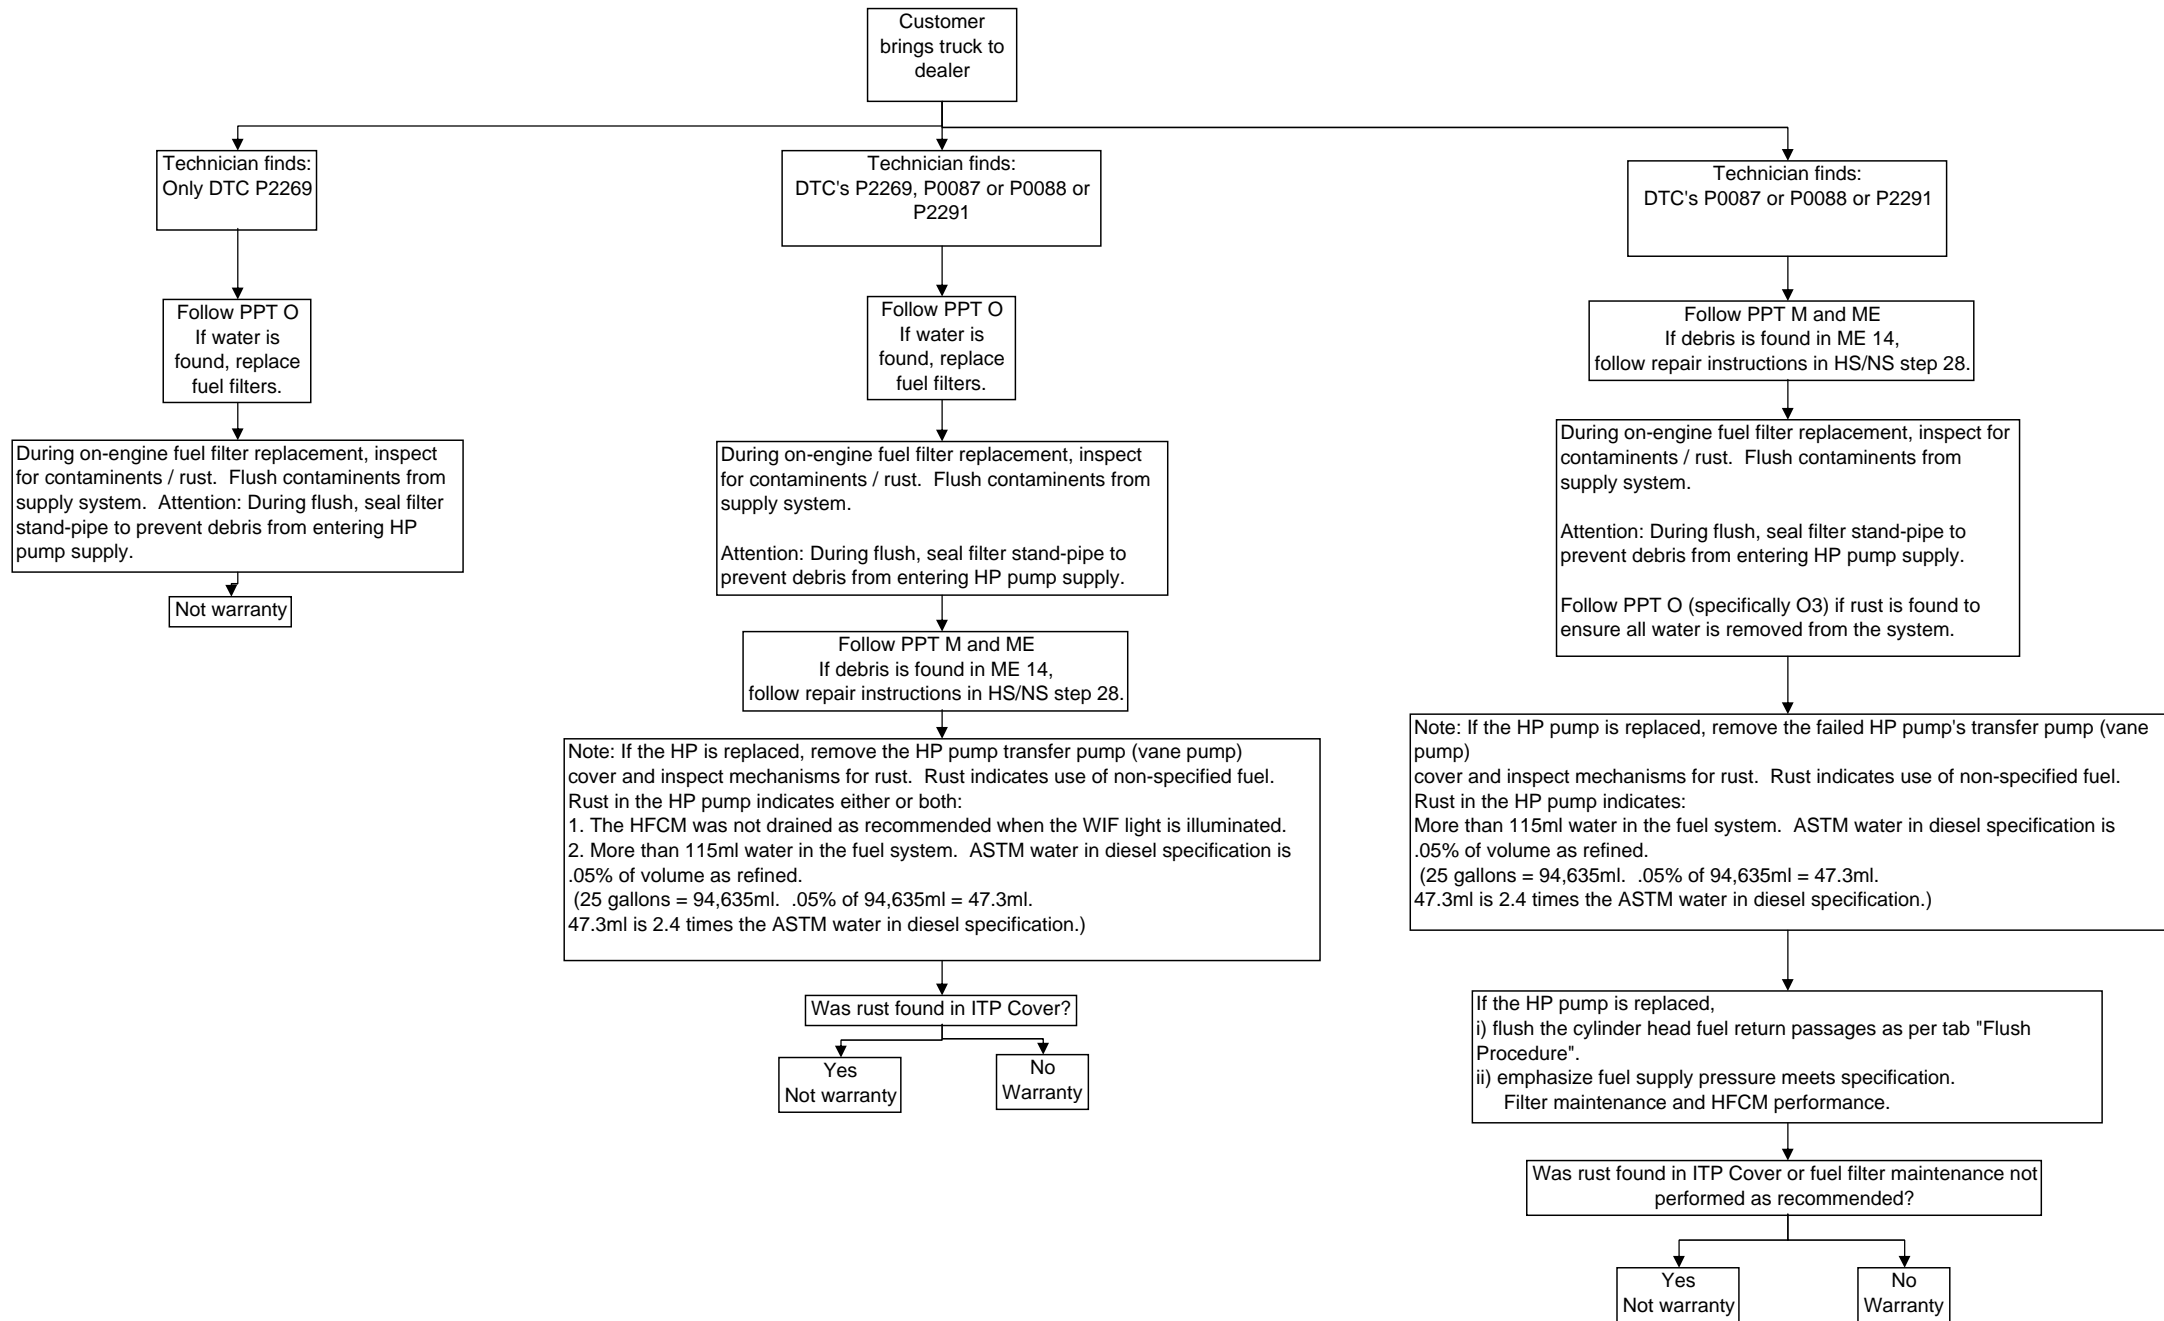 Customer
brings truck to
dealer
Technician finds:
Only DTC P2269
Follow PPT O
If water is
found, replace
fuel filters.
During on-engine fuel filter replacement, inspect
for contaminents / rust.  Flush contaminents from
supply system.  Attention: During flush, seal filter
stand-pipe to prevent debris from entering HP
pump supply.
Not warranty
Technician finds:
DTC's P2269, P0087 or P0088 or
P2291
Follow PPT O
If water is
found, replace
fuel filters.
During on-engine fuel filter replacement, inspect
for contaminents / rust.  Flush contaminents from
supply system.
Attention: During flush, seal filter stand-pipe to
prevent debris from entering HP pump supply.
Follow PPT M and ME
If debris is found in ME 14,
follow repair instructions in HS/NS step 28.
Note: If the HP is replaced, remove the HP pump transfer pump (vane pump)
cover and inspect mechanisms for rust.  Rust indicates use of non-specified fuel.
Rust in the HP pump indicates either or both:
1. The HFCM was not drained as recommended when the WIF light is illuminated.
2. More than 115ml water in the fuel system.  ASTM water in diesel specification is
.05% of volume as refined.
(25 gallons = 94,635ml.  .05% of 94,635ml = 47.3ml.
47.3ml is 2.4 times the ASTM water in diesel specification.)
Was rust found in ITP Cover?
Yes
Not warranty
No
Warranty
Technician finds:
DTC's P0087 or P0088 or P2291
Follow PPT M and ME
If debris is found in ME 14,
follow repair instructions in HS/NS step 28.
During on-engine fuel filter replacement, inspect for
contaminents / rust.  Flush contaminents from
supply system.
Attention: During flush, seal filter stand-pipe to
prevent debris from entering HP pump supply.
Follow PPT O (specifically O3) if rust is found to
ensure all water is removed from the system.
Note: If the HP pump is replaced, remove the failed HP pump's transfer pump (vane
pump)
cover and inspect mechanisms for rust.  Rust indicates use of non-specified fuel.
Rust in the HP pump indicates:
More than 115ml water in the fuel system.  ASTM water in diesel specification is
.05% of volume as refined.
(25 gallons = 94,635ml.  .05% of 94,635ml = 47.3ml.
47.3ml is 2.4 times the ASTM water in diesel specification.)
If the HP pump is replaced,
i) flush the cylinder head fuel return passages as per tab "Flush
Procedure".
ii) emphasize fuel supply pressure meets specification.
Filter maintenance and HFCM performance.
Was rust found in ITP Cover or fuel filter maintenance not
performed as recommended?
Yes
Not warranty
No
Warranty